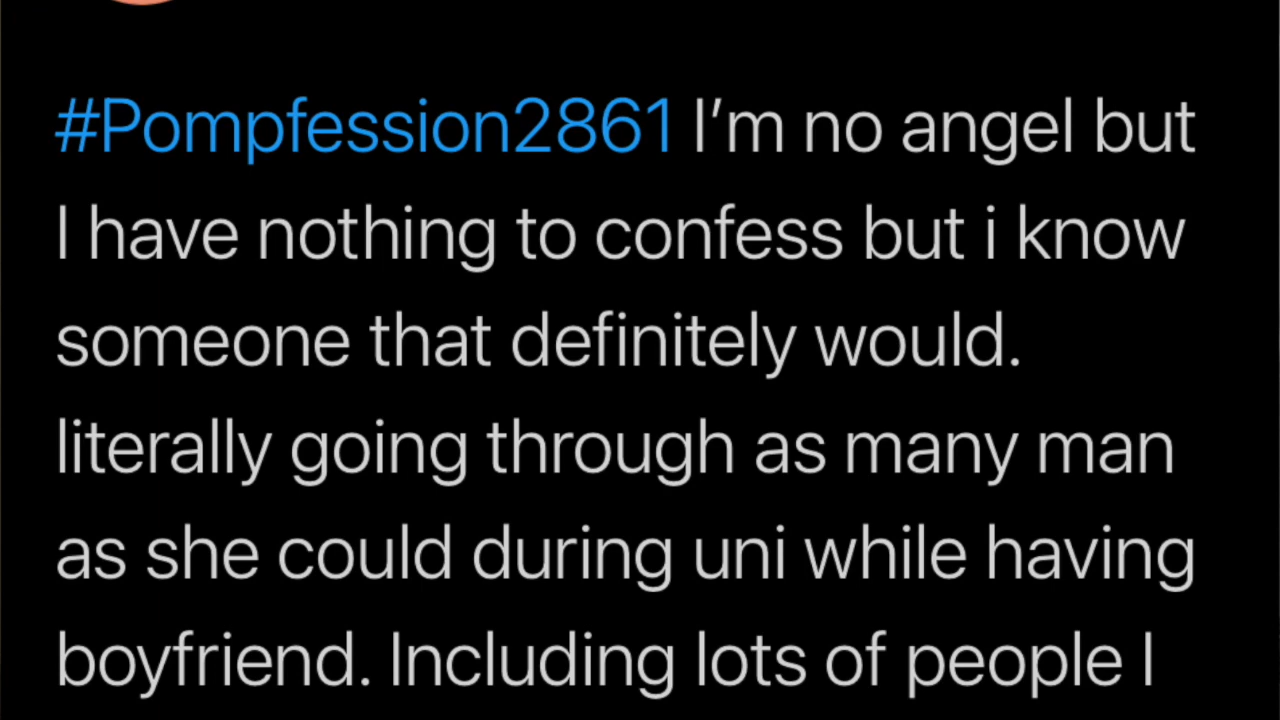 #Pompfession2861 I’m no angel but
I have nothing to confess but i know
someone that definitely would.
literally going through as many man
as she could during uni while having
boyfriend. Including lots of people I